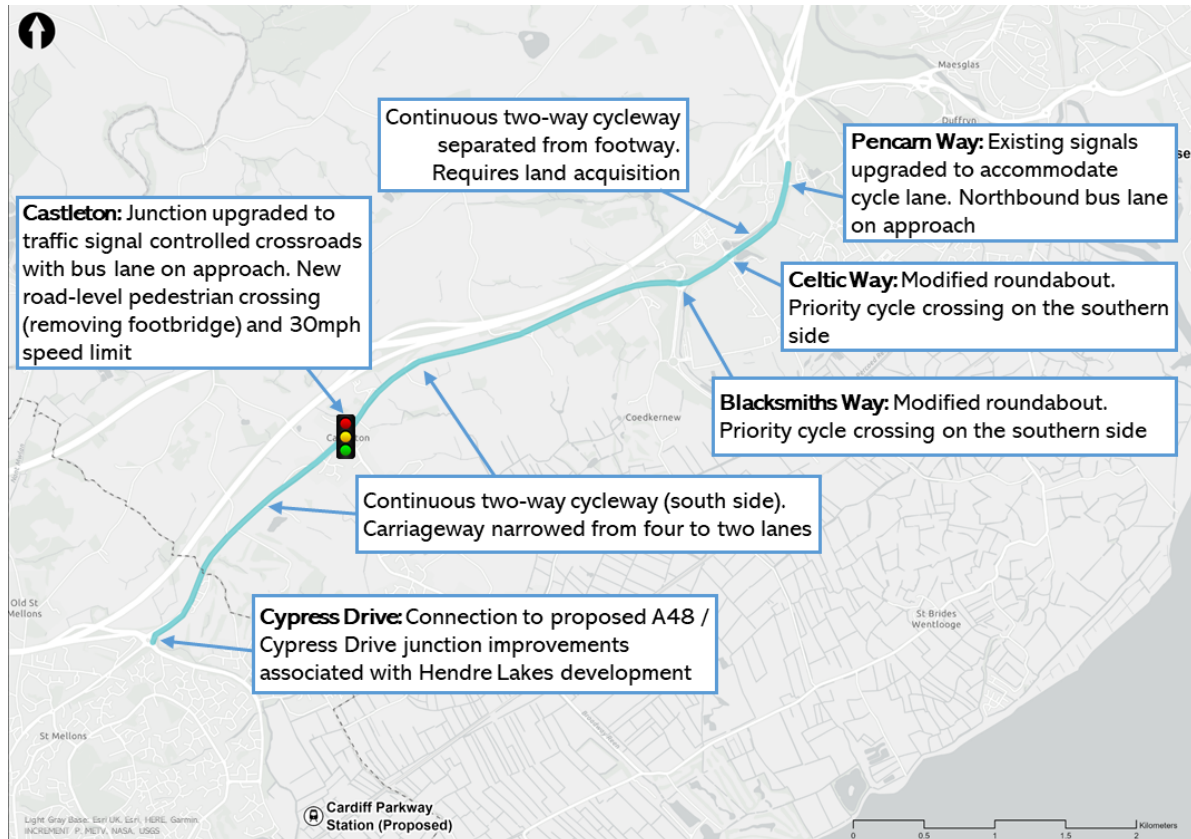 Maesglas
Duffryn
Continuous two-way cycleway
separated from footway.
Requires land acquisition
Pencarn Way: Existing signals
upgraded to accommodate
cycle lane. Northbound bus lane
on approach
se
Castleton: Junction upgraded to
traffic signal controlled crossroads
with bus lane on approach. New
road-level pedestrian crossing
(removing footbridge) and 30mph
speed limit
Celtic Way: Modified roundabout.
Priority cycle crossing on the southern
side
Blacksmiths Way: Modified roundabout.
Priority cycle crossing on the southern side
Coedkernew
Continuous two-way cycleway (south side).
Carriageway narrowed from four to two lanes
Old St
Mellons
Cypress Drive: Connection to proposed A48 /
Cypress Drive junction improvements
associated with Hendre Lakes development
St Brides
Wentlooge
St Mellons
Cardiff Parkway
Station (Proposed)
Light Gray Base: Esri UK, Esri, HERE, Garmin,
INCREMENT P, METV, NASA, USGS
Kilometers
0 0.5 1 1.5 2